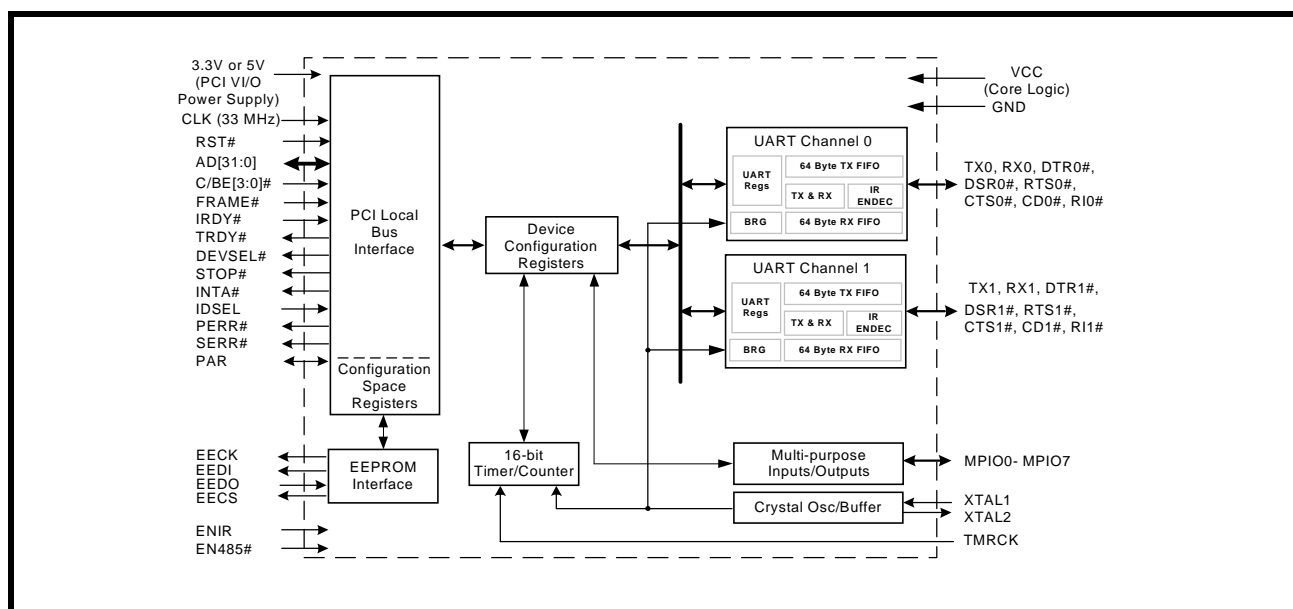 3.3V or 5V
(PCI VI/O
Power Supply)
CLK (33 MHz)
RST#
AD[31:0]
C/BE[3:0]#
FRAME#
IRDY#
TRDY#
DEVSEL#
STOP#
INTA#
IDSEL
PERR#
SERR#
PAR
EECK
EEDI
EEDO
EECS
ENIR
EN485#
PCI Local
Bus
Interface
Configuration
Space
Registers
EEPROM
Interface
Device
Configuration
Registers
16-bit
Timer/Counter
UART Channel 0
UART
Regs
64 Byte TX FIFO
TX & RX
IR
ENDEC
BRG
64 Byte RX FIFO
UART Channel 1
UART
Regs
64 Byte TX FIFO
TX & RX
IR
ENDEC
BRG
64 Byte RX FIFO
Multi-purpose
Inputs/Outputs
Crystal Osc/Buffer
VCC
(Core Logic)
GND
TX0, RX0, DTR0#,
DSR0#, RTS0#,
CTS0#, CD0#, RI0#
TX1, RX1, DTR1#,
DSR1#, RTS1#,
CTS1#, CD1#, RI1#
MPIO0- MPIO7
XTAL1
XTAL2
TMRCK